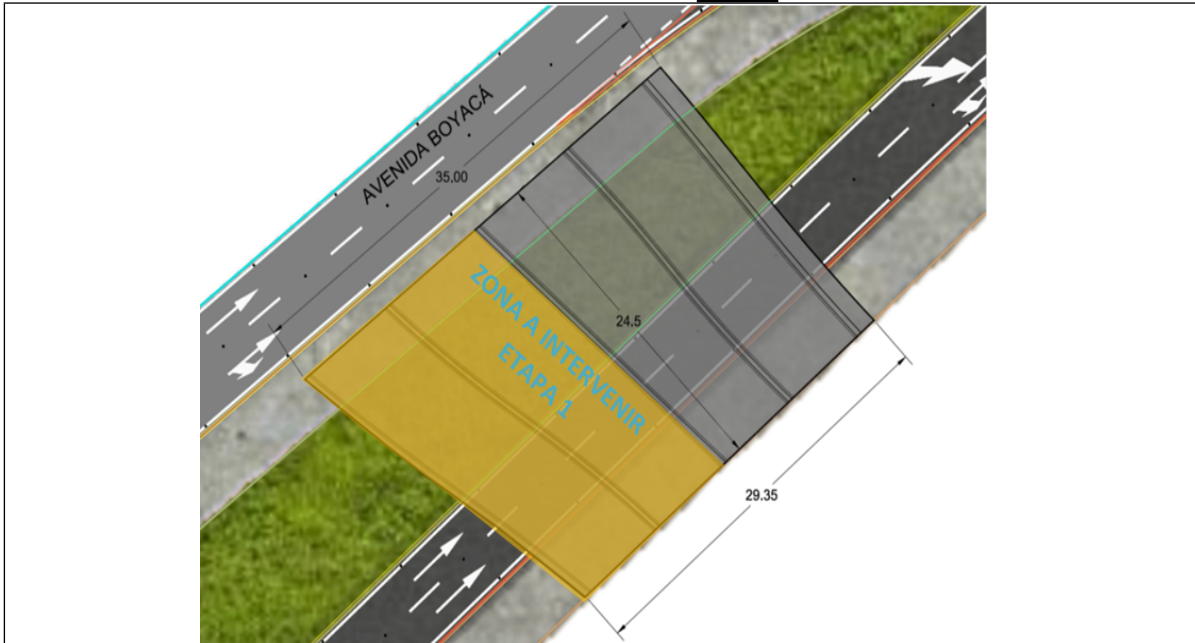 AVENIDA BOYACÁ
35.00
ZONA A INTERVENIR
ETAPA 1
24.5
29.35